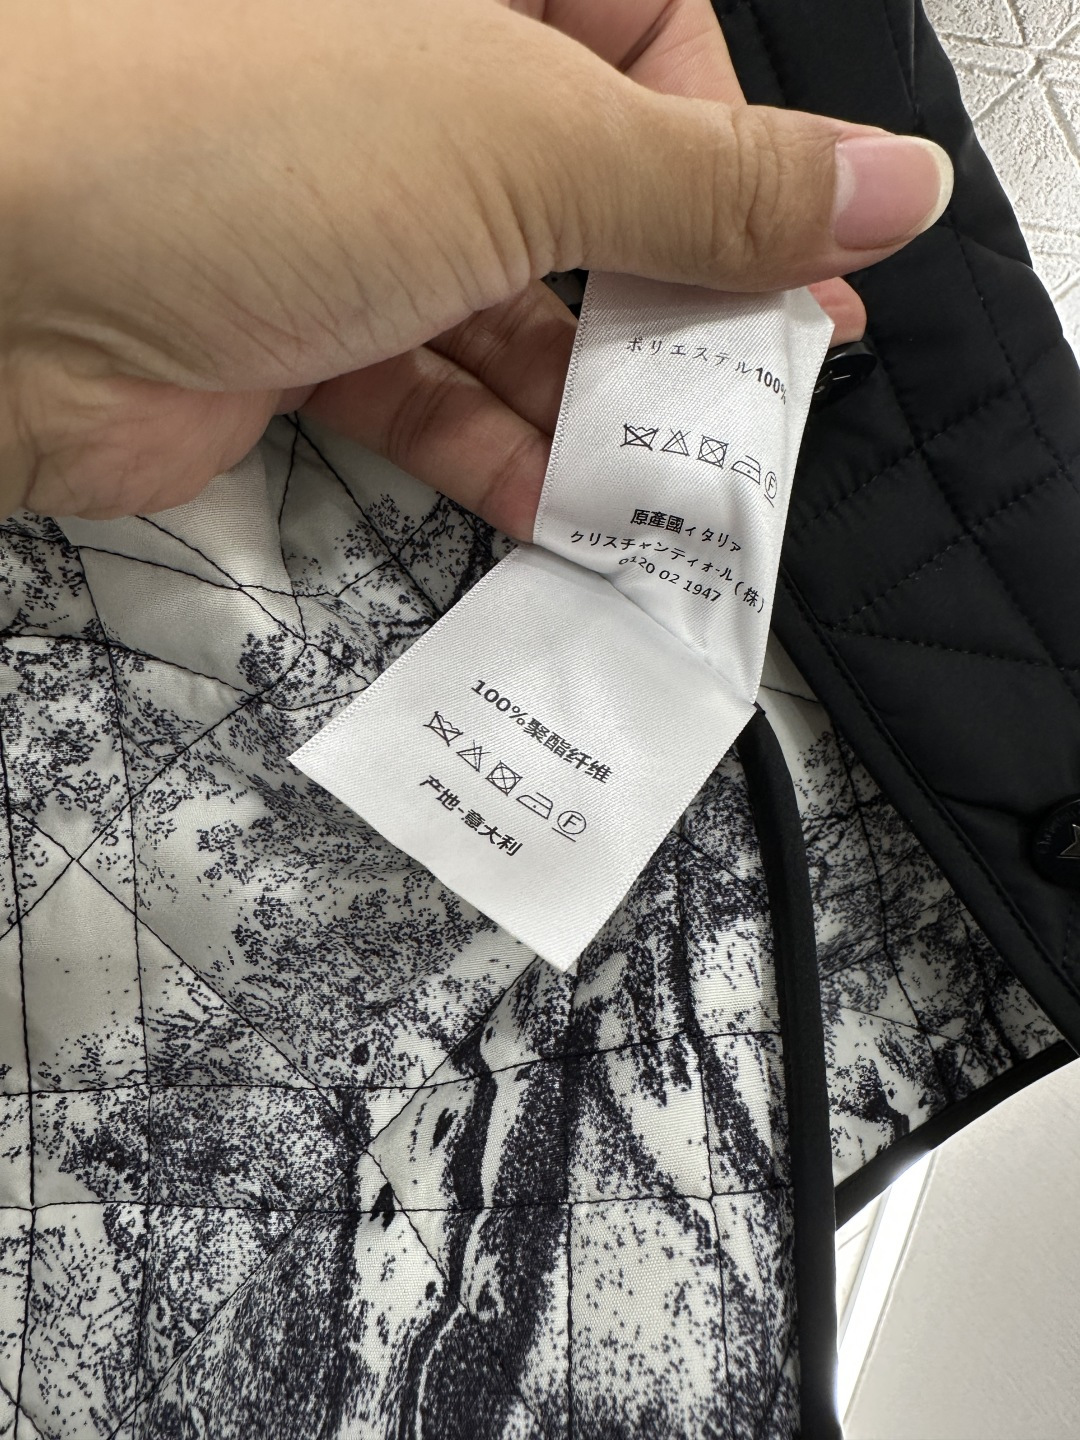 ポリエステル100%
F
原產國イタリア
クリスチャンディオール(株)
0120 02 1947
100%聚酯纤维
F
产地·意大利